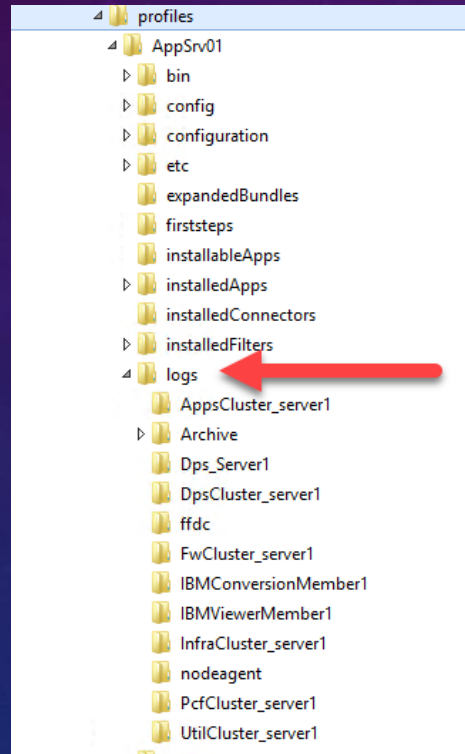 profiles
AppSrv01
bin
config
configuration
etc
expandedBundles
firststeps
installableApps
installedApps
installedConnectors
installedFilters
logs
AppsCluster_server1
Archive
Dps_Server1
DpsCluster_server1
ffdc
FwCluster_server1
IBMConversionMember1
IBMViewerMember1
InfraCluster_server1
nodeagent
PcfCluster_server1
UtilCluster_server1